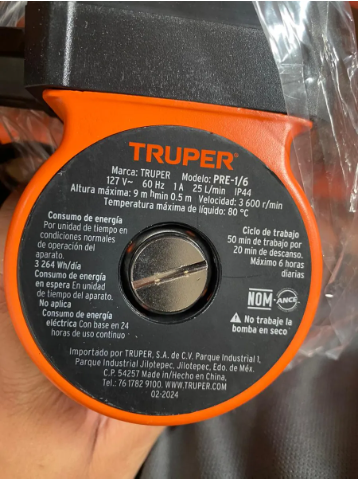 TRUPER®
Marca: TRUPER Modelo: PRE-1/6
127 V~ 60 Hz 1 A 25 L/min IP44
Altura máxima: 9 m hmin 0.5 m Velocidad: 3 600 r/min
Temperatura máxima de líquido: 80 °C
Consumo de energía
Por unidad de tiempo en
condiciones normales
de operación del
aparato.
3 264 Wh/día
Consumo de energía
en espera En unidad
de tiempo del aparato.
No aplica
Consumo de energía
eléctrica Con base en 24
horas de uso continuo
Ciclo de trabajo
50 min de trabajo por
20 min de descanso.
Máximo 6 horas
diarias
NOM ANCE
No trabaje la
bomba en seco
Importado por TRUPER, S.A. de C.V. Parque Industrial 1,
Parque Industrial Jilotepec, Jilotepec, Edo. de Méx.
C.P. 54257 Made in/Hecho en China.
Tel.: 76 1782 9100. WWW.TRUPER.COM
02-2024